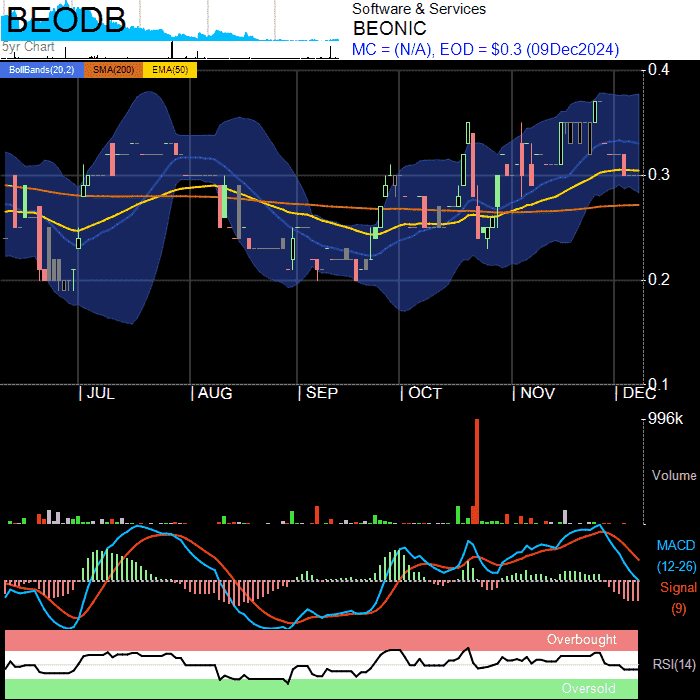 BEODB
5yr Chart
Software & Services
BEONIC
MC = (N/A), EOD = $0.3 (09Dec2024)
BollBands(20,2) SMA(200) EMA(50)
0.4
0.3
0.2
0.1
| JUL | AUG | SEP | OCT | NOV | DEC
996k
Volume
MACD
(12-26)
Signal
(9)
Overbought
RSI(14)
Oversold